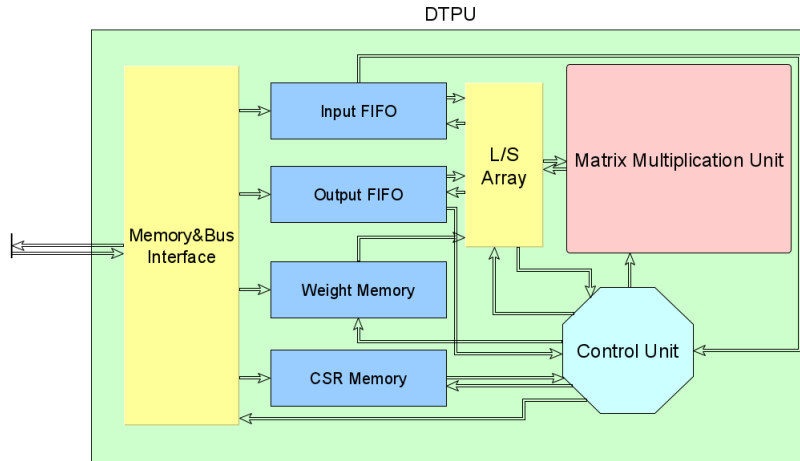 DTPU
Input FIFO
Output FIFO
Weight Memory
CSR Memory
Memory&Bus
Interface
L/S
Array
Matrix Multiplication Unit
Control Unit